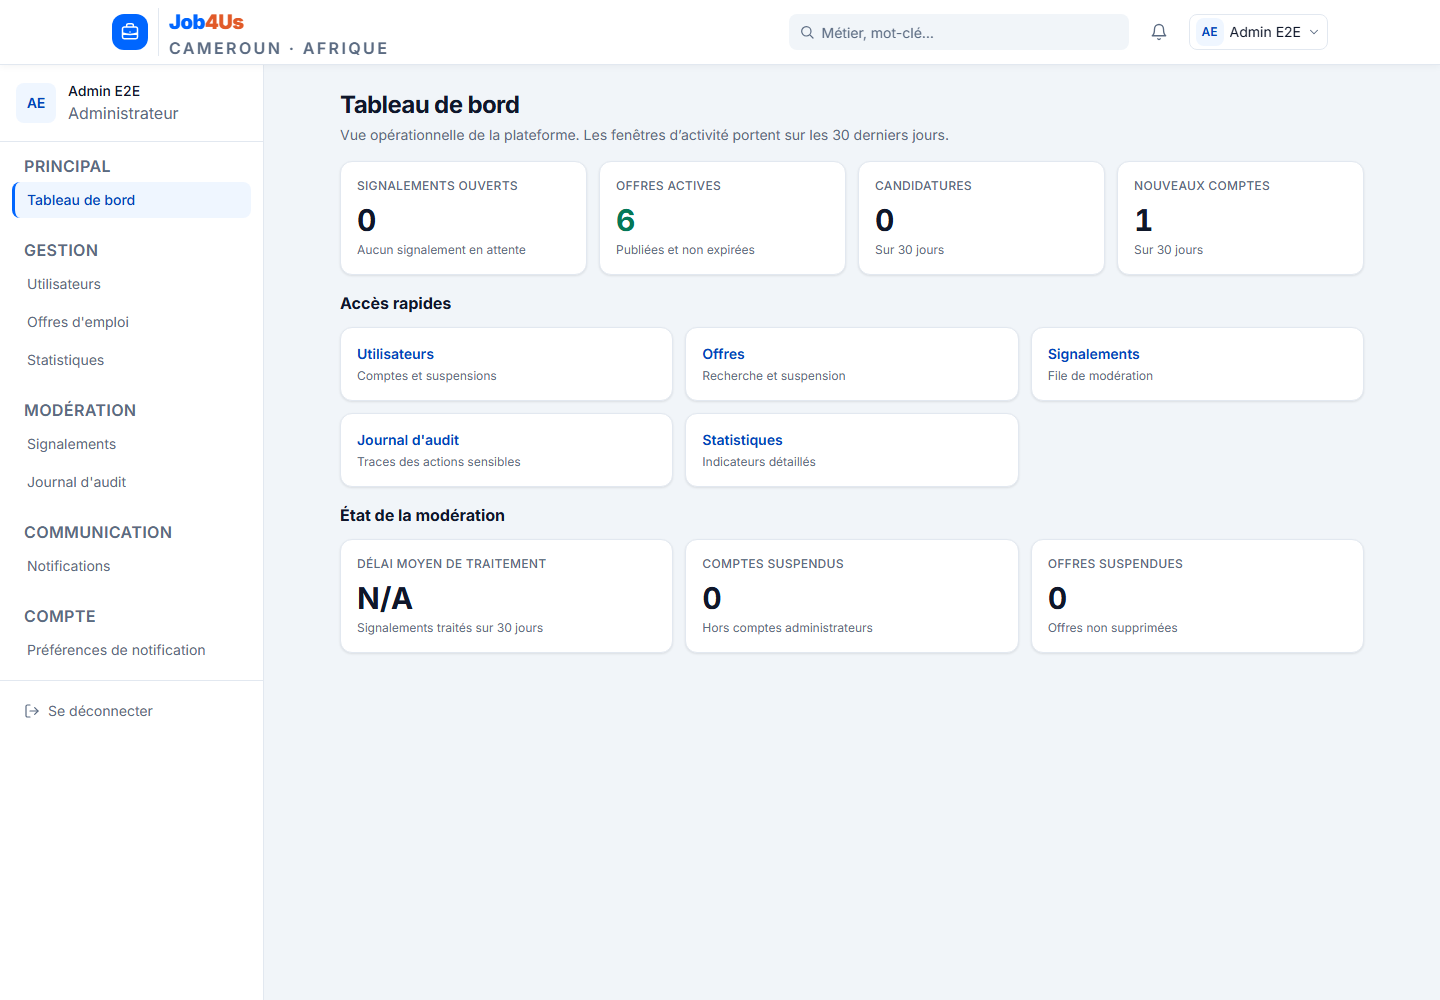 Job4Us
CAMEROUN · AFRIQUE
Métier, mot-clé...
AE
Admin E2E
AE
Admin E2E
Administrateur
PRINCIPAL
Tableau de bord
GESTION
Utilisateurs
Offres d'emploi
Statistiques
MODÉRATION
Signalements
Journal d'audit
COMMUNICATION
Notifications
COMPTE
Préférences de notification
Se déconnecter
Tableau de bord
Vue opérationnelle de la plateforme. Les fenêtres d’activité portent sur les 30 derniers jours.
SIGNALEMENTS OUVERTS
0
Aucun signalement en attente
OFFRES ACTIVES
6
Publiées et non expirées
CANDIDATURES
0
Sur 30 jours
NOUVEAUX COMPTES
1
Sur 30 jours
Accès rapides
Utilisateurs
Comptes et suspensions
Offres
Recherche et suspension
Signalements
File de modération
Journal d'audit
Traces des actions sensibles
Statistiques
Indicateurs détaillés
État de la modération
DÉLAI MOYEN DE TRAITEMENT
N/A
Signalements traités sur 30 jours
COMPTES SUSPENDUS
0
Hors comptes administrateurs
OFFRES SUSPENDUES
0
Offres non supprimées